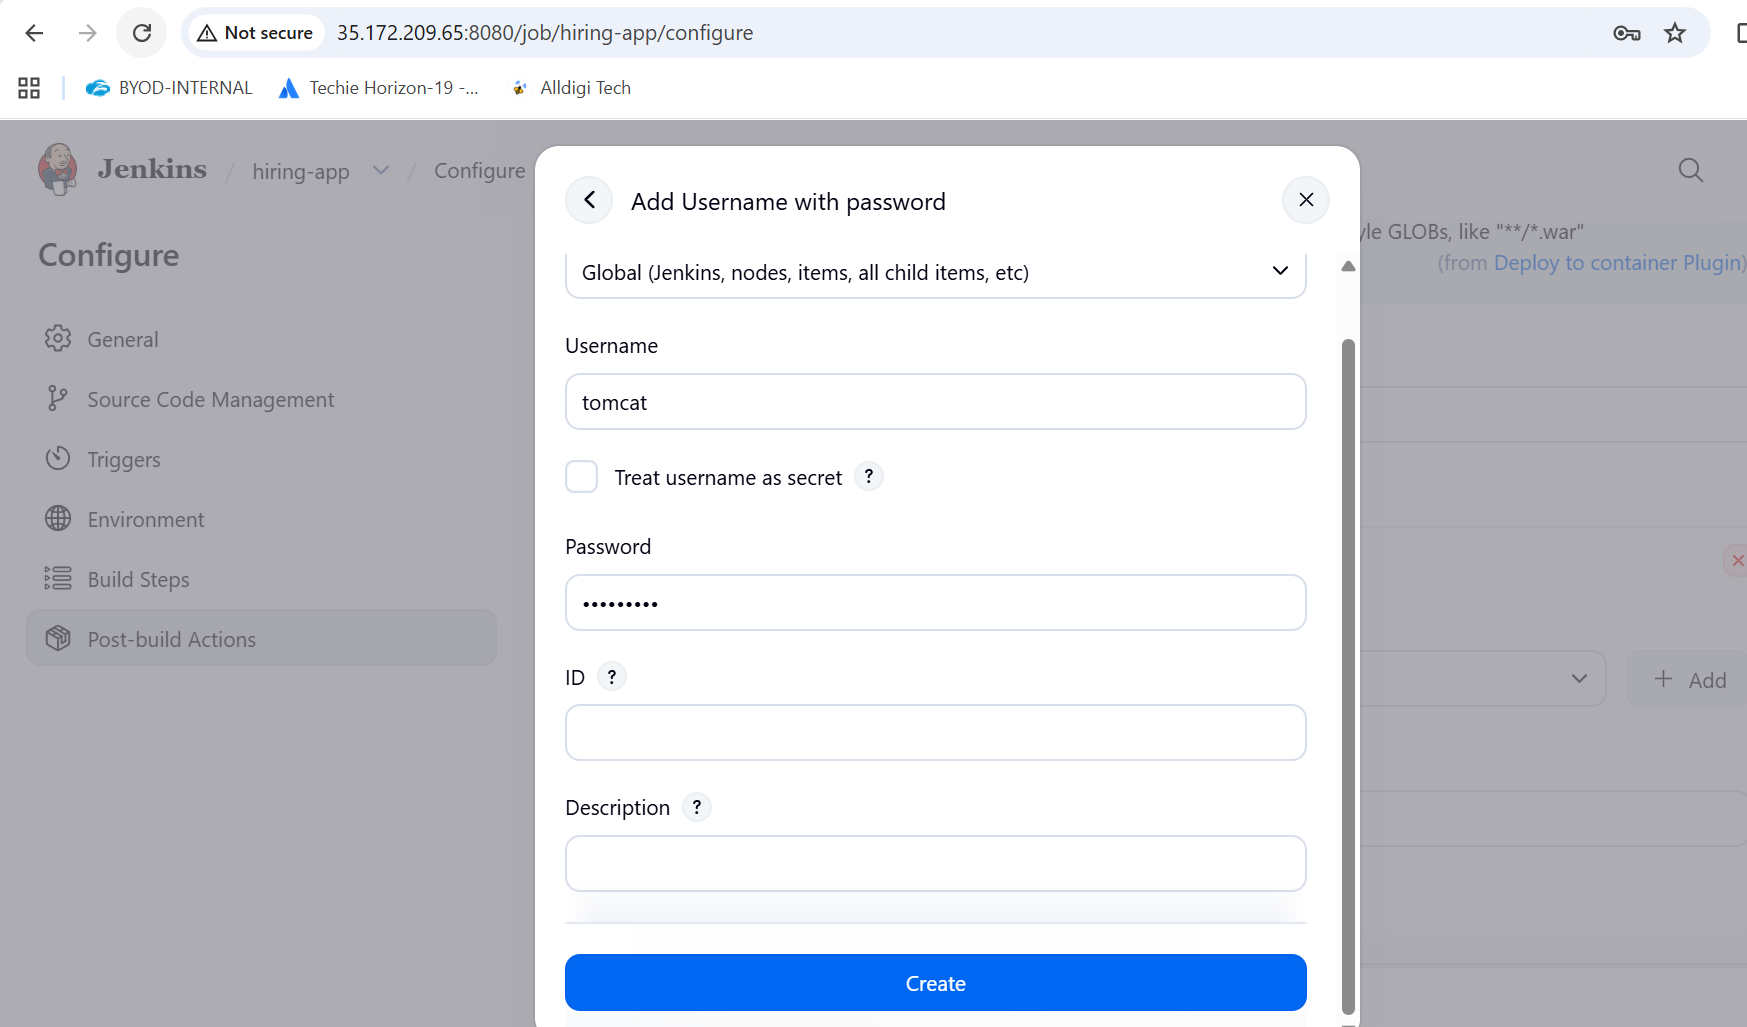 Not secure 35.172.209.65:8080/job/hiring-app/configure
BYOD-INTERNAL Techie Horizon-19 -... Alldigi Tech
Jenkins / hiring-app / Configure
Configure
General
Source Code Management
Triggers
Environment
Build Steps
Post-build Actions
Add Username with password
Global (Jenkins, nodes, items, all child items, etc)
Username
tomcat
Treat username as secret ?
Password
•••••••••
ID ?
Description ?
Create
yle GLOBs, like "**/*.war"
(from Deploy to container Plugin)
+ Add